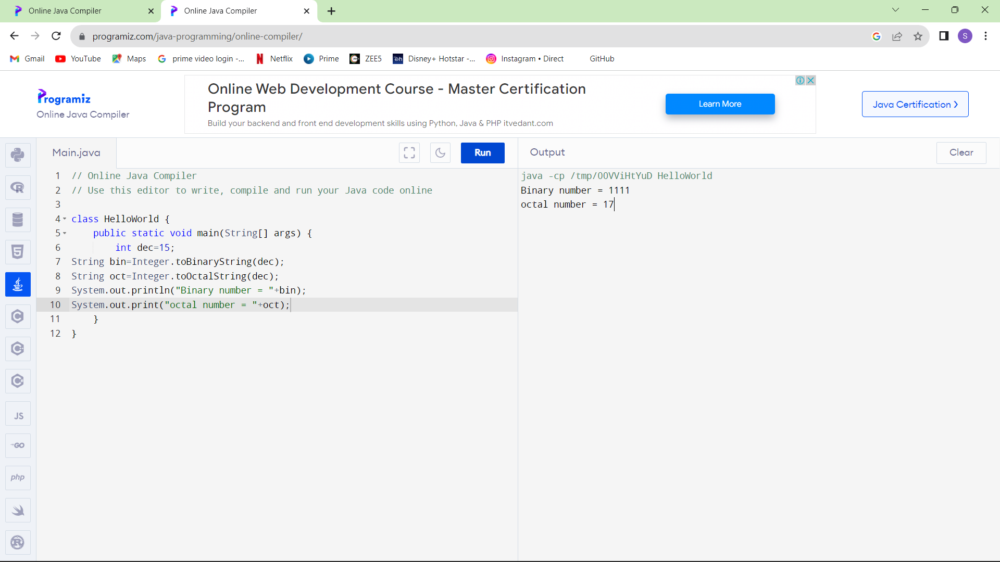 Online Java Compiler
Online Java Compiler
programiz.com/java-programming/online-compiler/
S
Gmail
YouTube
Maps
prime video login -...
Netflix
Prime
ZEE5
Disney+ Hotstar -...
Instagram • Direct
GitHub
Programiz
Online Java Compiler
Online Web Development Course - Master Certification
Program
Build your backend and front end development skills using Python, Java & PHP itvedant.com
Learn More
Java Certification
Main.java
Run
1 // Online Java Compiler
2 // Use this editor to write, compile and run your Java code online
3
4 class HelloWorld {
5 public static void main(String[] args) {
6 int dec=15;
7 String bin=Integer.toBinaryString(dec);
8 String oct=Integer.toOctalString(dec);
9 System.out.println("Binary number = "+bin);
10 System.out.print("octal number = "+oct);
11 }
12 }
JS
GO
php
Output
Clear
java -cp /tmp/OOVViHtYuD HelloWorld
Binary number = 1111
octal number = 17